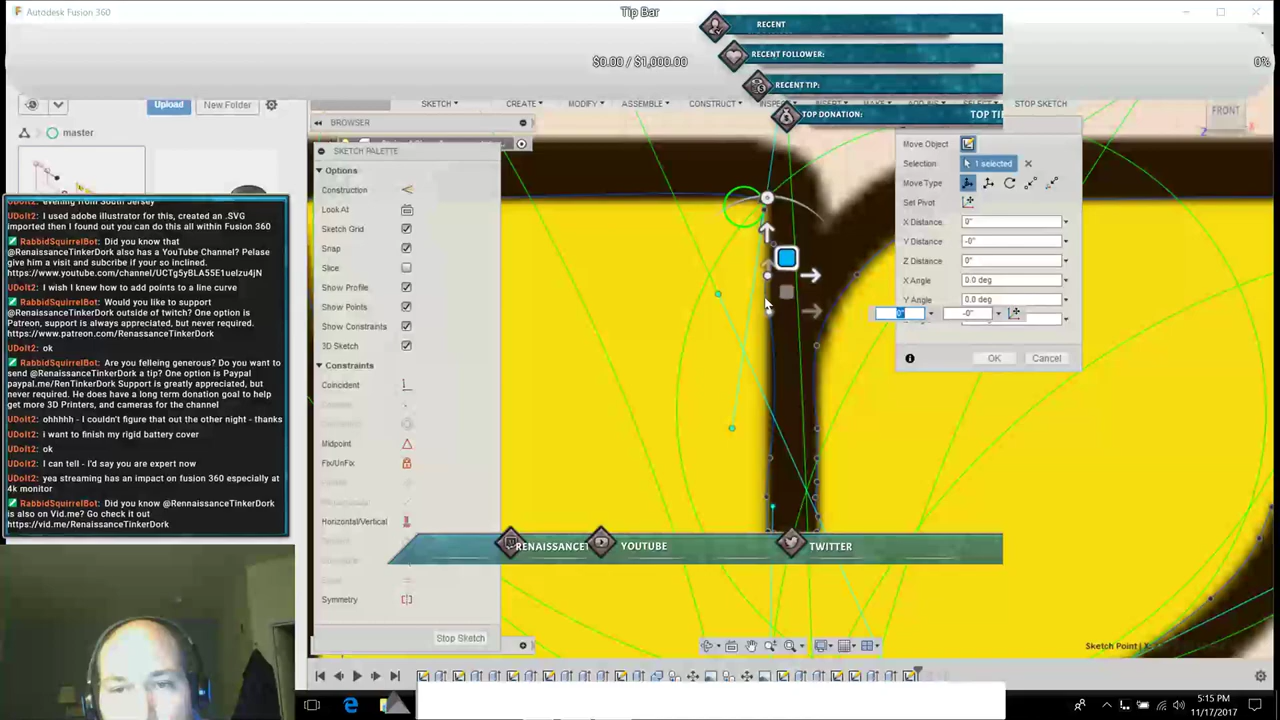 Autodesk Fusion 360
Tip Bar
RECENT
RECENT FOLLOWER:
$0.00 / $1,000.00
0%
RECENT TIP:
TOP DONATION:
TOP TI
Upload
New Folder
SKETCH
CREATE
MODIFY
ASSEMBLE
CONSTRUCT
STOP SKETCH
FRONT
master
BROWSER
SKETCH PALETTE
Options
Construction
Look At
Sketch Grid
Snap
Slice
Show Profile
Show Points
Show Constraints
3D Sketch
Constraints
Coincident
Midpoint
Fix/UnFix
Horizontal/Vertical
Symmetry
Stop Sketch
Move Object
Selection
1 selected
Move Type
Set Pivot
X Distance
0"
Y Distance
-0"
Z Distance
0"
X Angle
0.0 deg
Y Angle
0.0 deg
0"
-0"
OK
Cancel
evening from South Jersey
UDoIt2: I used adobe illustrator for this, created an .SVG
imported then I found out you can do this all within Fusion 360
RabbidSquirrelBot: Did you know that
@RenaissanceTinkerDork also has a YouTube Channel? Pelase
give him a visit and subcribe if your so inclined.
https://www.youtube.com/channel/UCTg5yBLA55E1uelzu4jN
UDoIt2: I wish I knew how to add points to a line curve
RabbidSquirrelBot: Would you like to support
@RenaissanceTinkerDork outside of twitch? One option is
Patreon, support is always appreciated, but never required.
https://www.patreon.com/RenassanceTinkerDork
UDoIt2: ok
RabbidSquirrelBot: Are you felleing generous? Do you want to
send @RenaissanceTinkerDork a tip? One option is Paypal
paypal.me/RenTinkerDork Support is greatly appreciated, but
never required. He does have a long term donation goal to help
get more 3D Printers, and cameras for the channel
UDoIt2: ohhhhh - I couldn't figure that out the other night - thanks
UDoIt2: i want to finish my rigid battery cover
UDoIt2: ok
UDoIt2: I can tell - i'd say you are expert now
UDoIt2: yea streaming has an impact on fusion 360 especially at
4k monitor
RabbidSquirrelBot: Did you know @RennaissanceTinkerDork
is also on Vid.me? Go check it out
https://vid.me/RenaissanceTinkerDork
RENAISSANCET
YOUTUBE
TWITTER
Sketch Point | X:
5:15 PM
11/17/2017